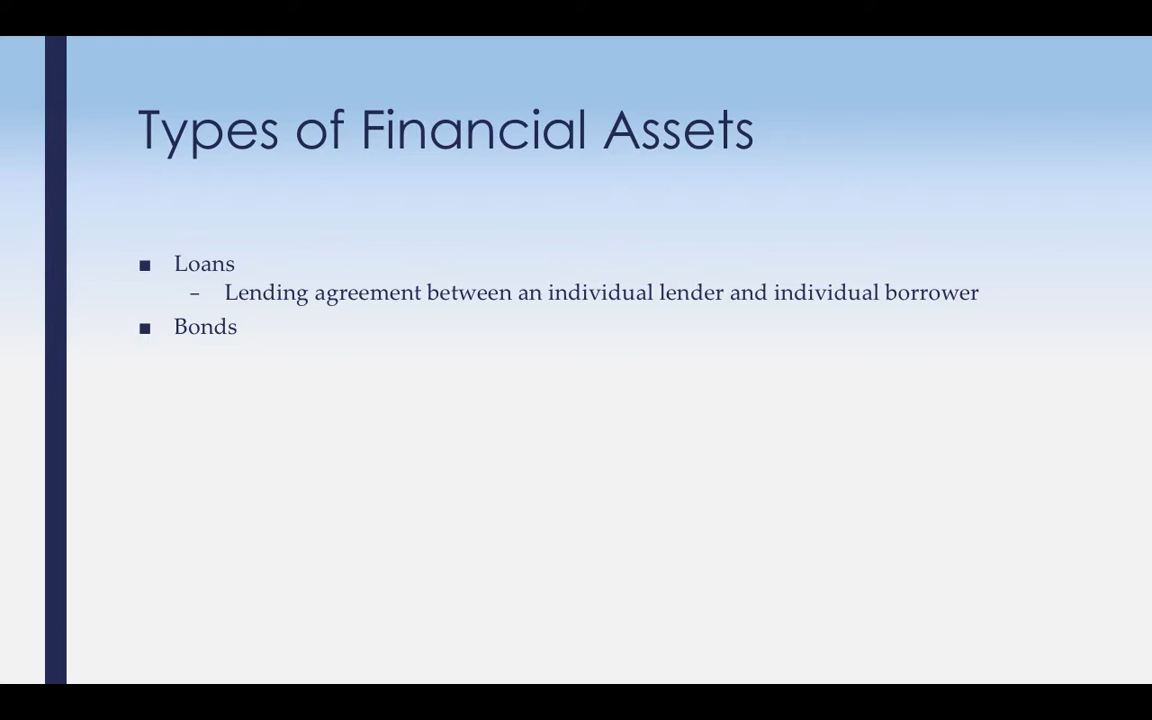 Types of Financial Assets
■ Loans
– Lending agreement between an individual lender and individual borrower
■ Bonds